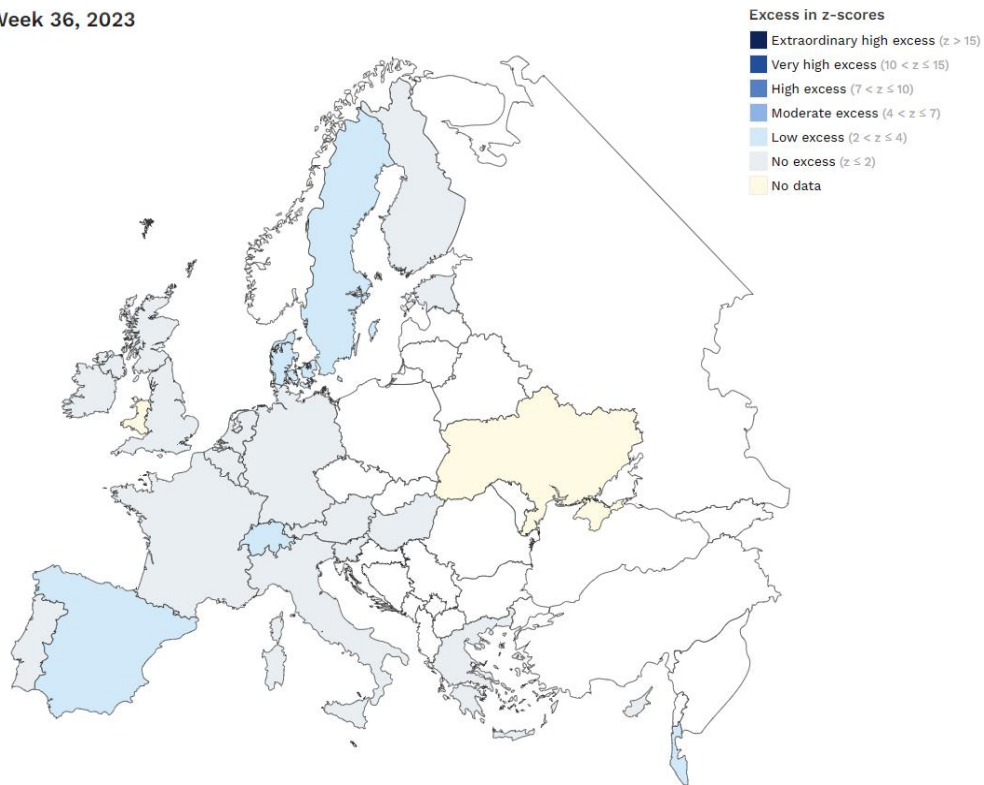 Week 36, 2023
Excess in z-scores
Extraordinary high excess (z > 15)
Very high excess (10 < z ≤ 15)
High excess (7 < z ≤ 10)
Moderate excess (4 < z ≤ 7)
Low excess (2 < z ≤ 4)
No excess (z ≤ 2)
No data